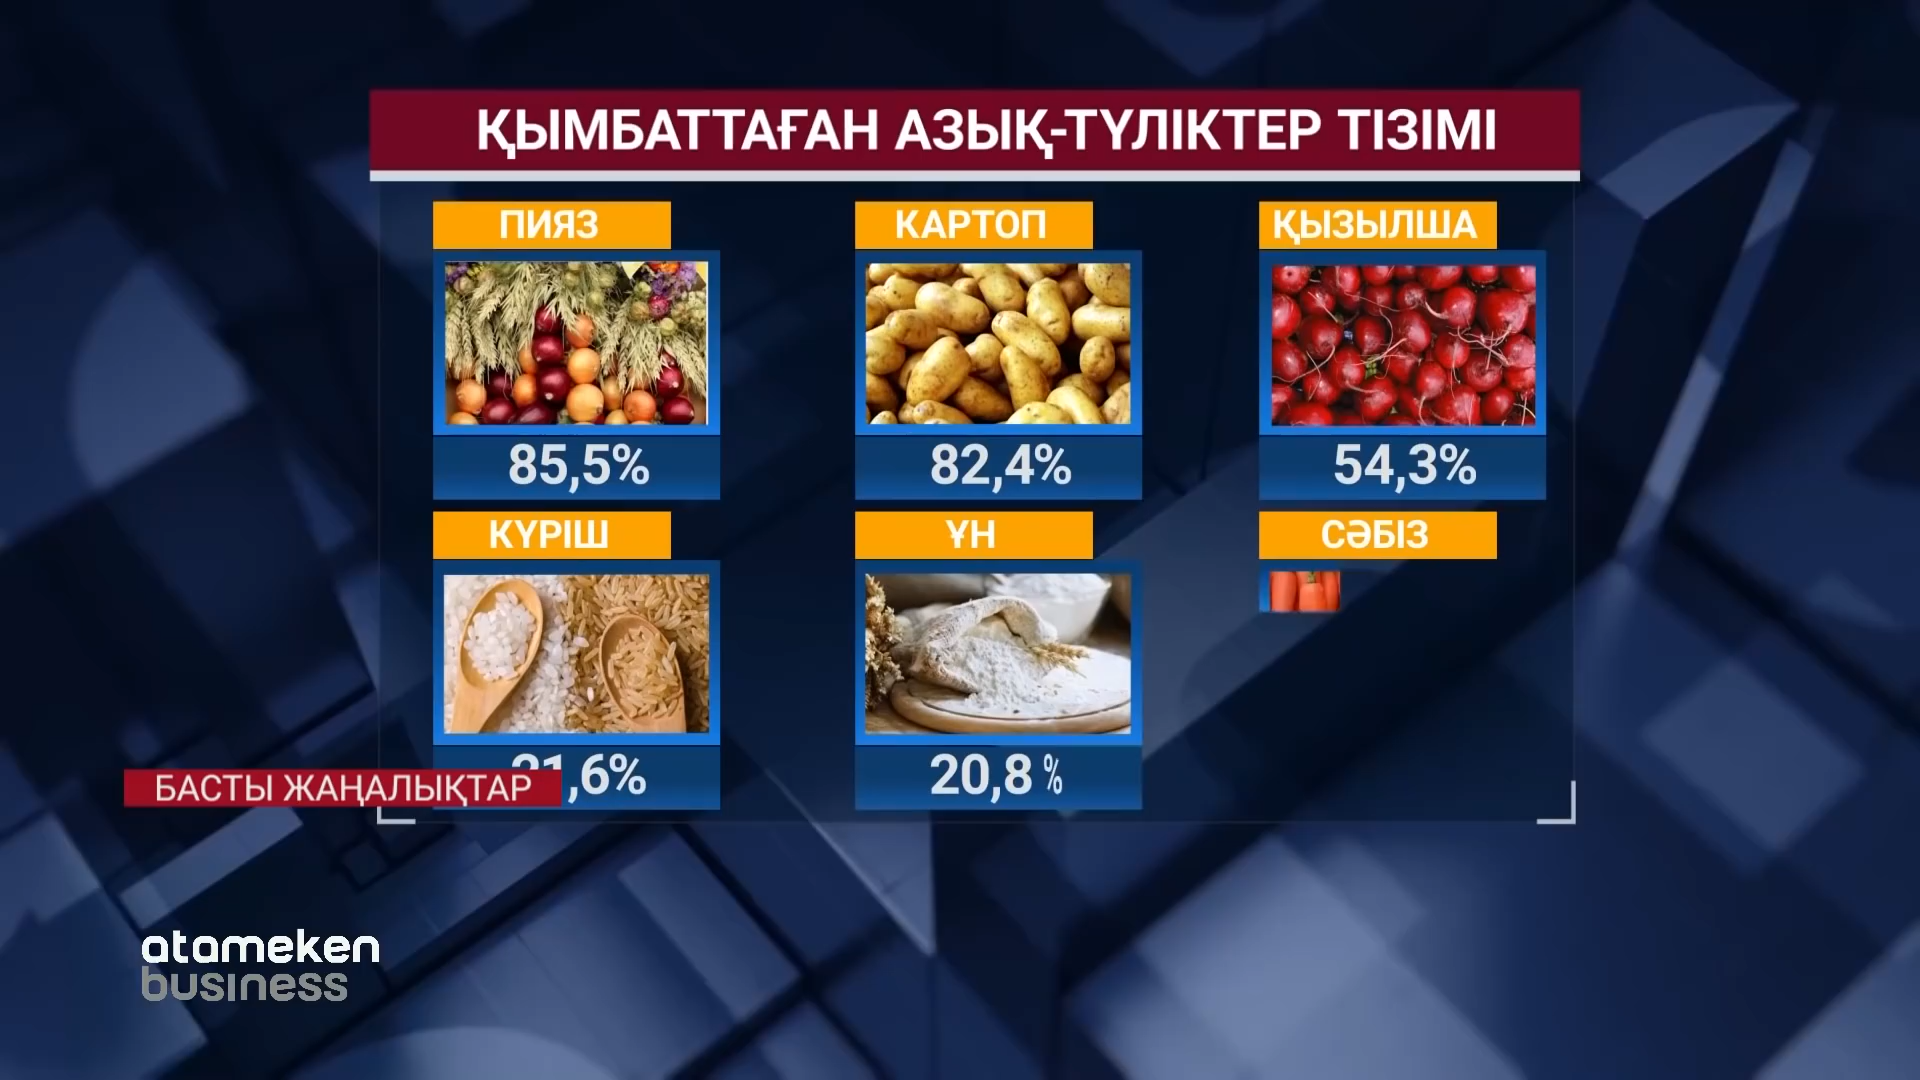 ҚЫМБАТТАҒАН АЗЫҚ-ТҮЛІКТЕР ТІЗІМІ
ПИЯЗ
КАРТОП
ҚЫЗЫЛША
85,5%
82,4%
54,3%
КҮРІШ
ҰН
СӘБІЗ
20,8 %
БАСТЫ ЖАҢАЛЫҚТАР
atameken
business